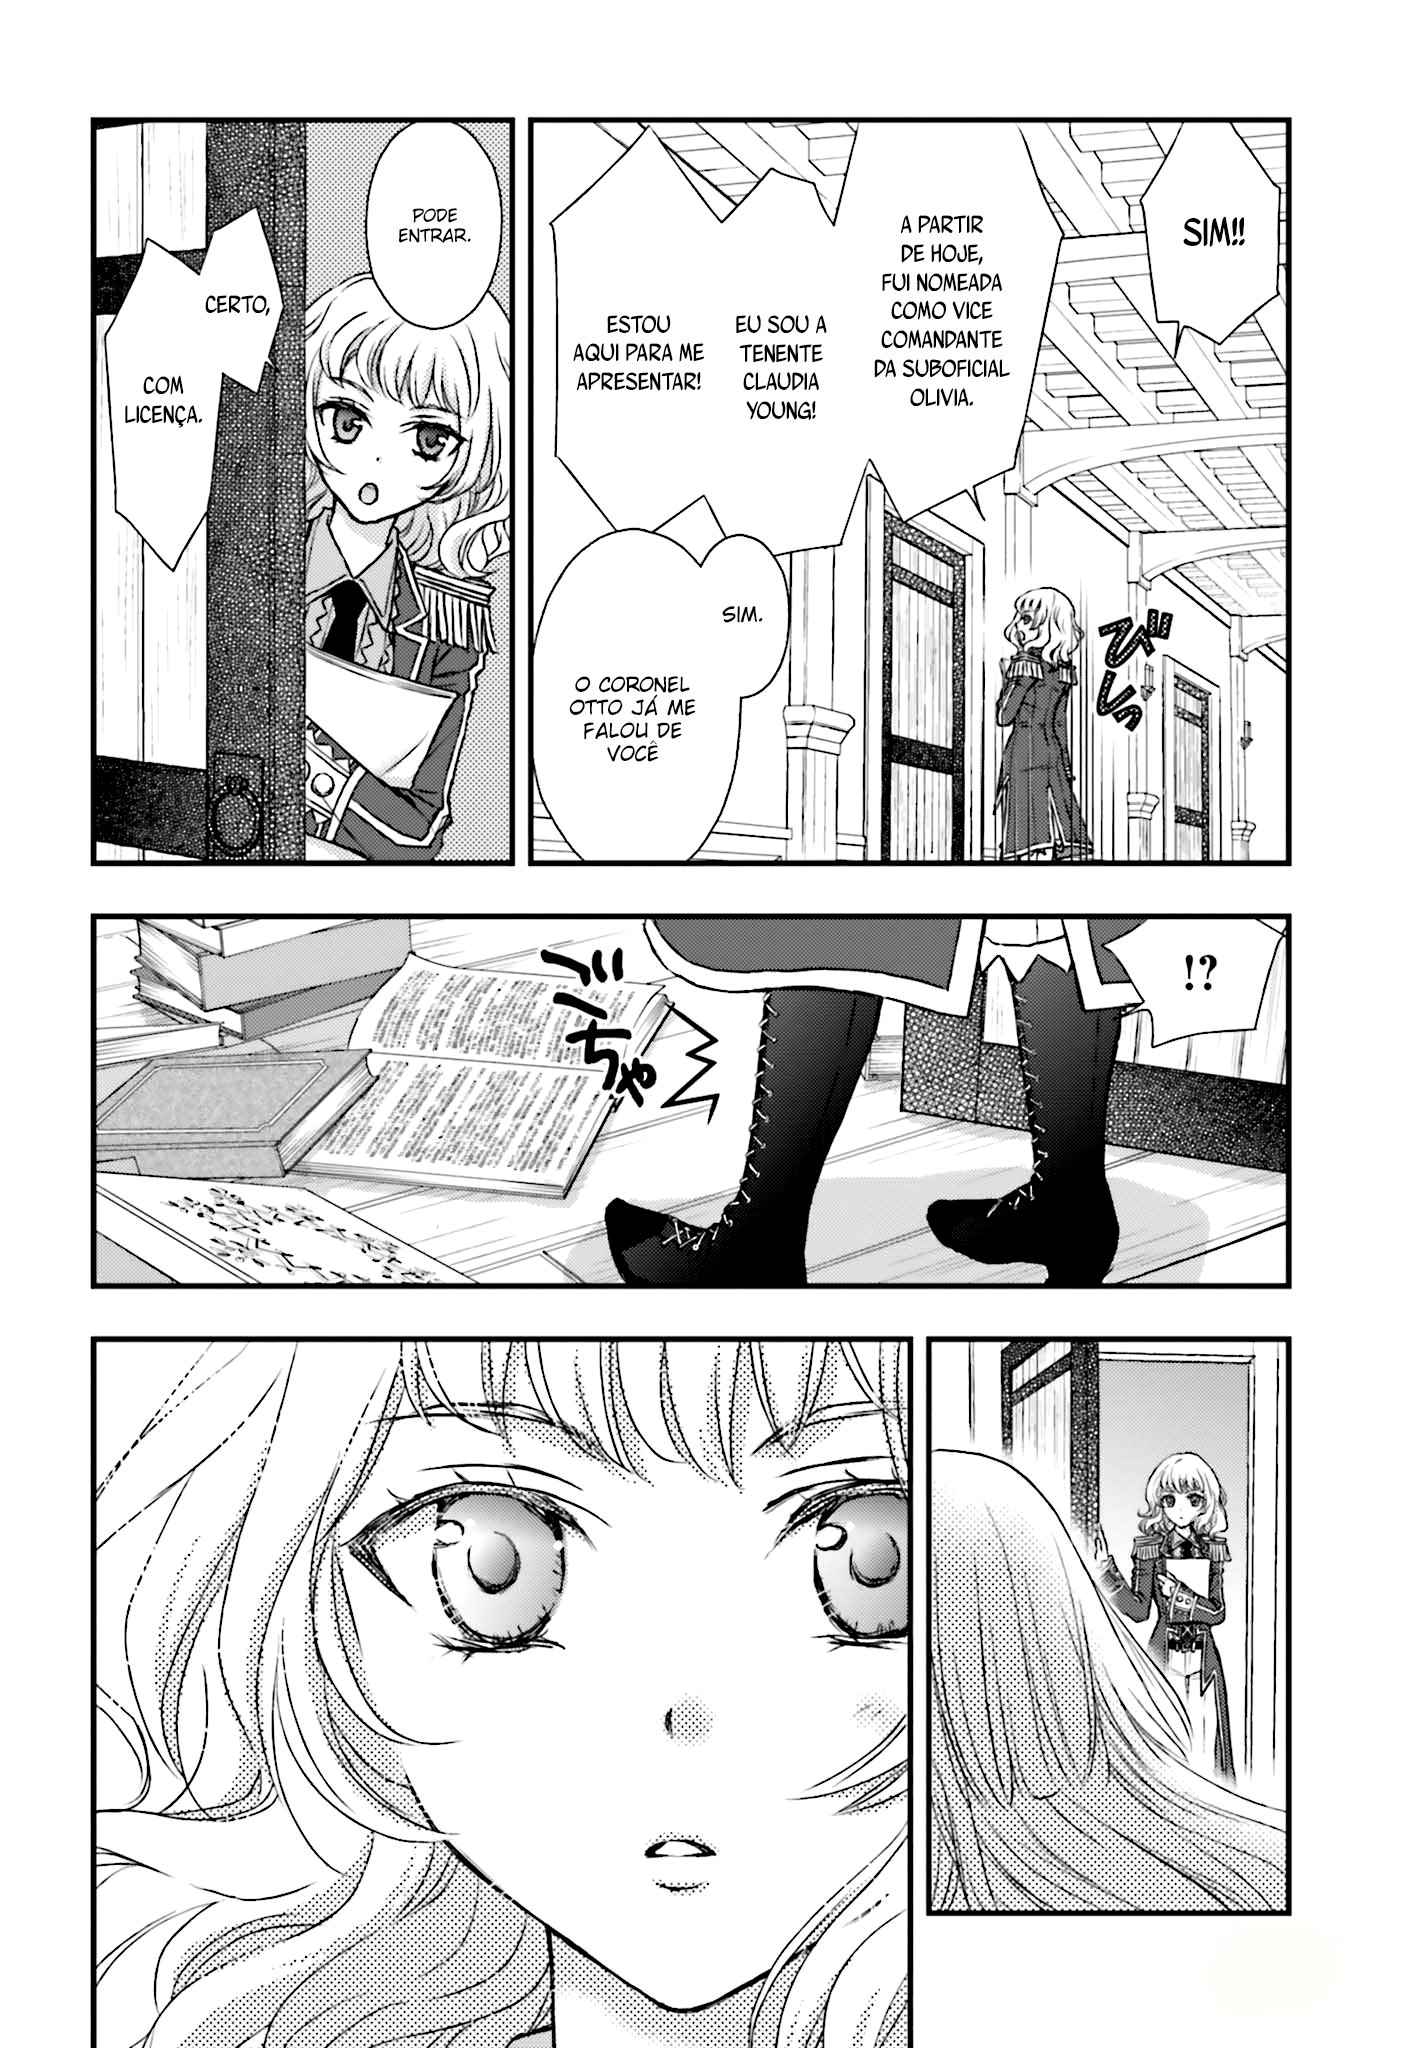 SIM!!
A PARTIR
DE HOJE,
FUI NOMEADA
COMO VICE
COMANDANTE
DA SUBOFICIAL
OLIVIA.
EU SOU A
TENENTE
CLAUDIA
YOUNG!
ESTOU
AQUI PARA ME
APRESENTAR!
びしっ
SIM.
O CORONEL
OTTO JÁ ME
FALOU DE
VOCÊ
PODE
ENTRAR.
CERTO,
COM
LICENÇA.
!?
ごちゃ